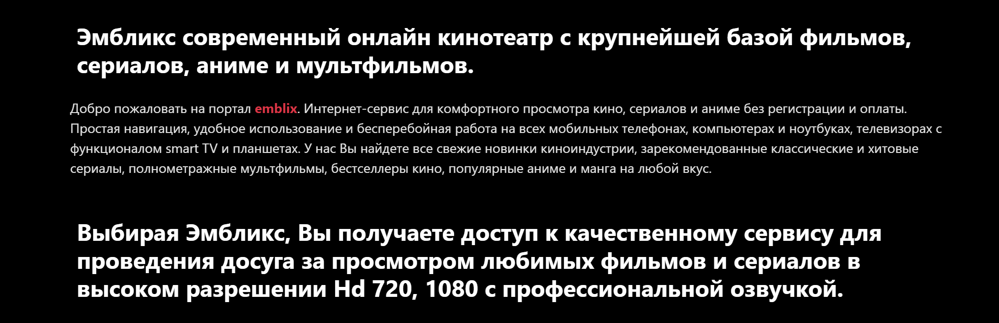 Эмбликс современный онлайн кинотеатр с крупнейшей базой фильмов,
сериалов, аниме и мультфильмов.
Добро пожаловать на портал emblix. Интернет-сервис для комфортного просмотра кино, сериалов и аниме без регистрации и оплаты.
Простая навигация, удобное использование и бесперебойная работа на всех мобильных телефонах, компьютерах и ноутбуках, телевизорах с
функционалом smart TV и планшетах. У нас Вы найдете все свежие новинки киноиндустрии, зарекомендованные классические и хитовые
сериалы, полнометражные мультфильмы, бестселлеры кино, популярные аниме и манга на любой вкус.
Выбирая Эмбликс, Вы получаете доступ к качественному сервису для
проведения досуга за просмотром любимых фильмов и сериалов в
высоком разрешении Hd 720, 1080 с профессиональной озвучкой.